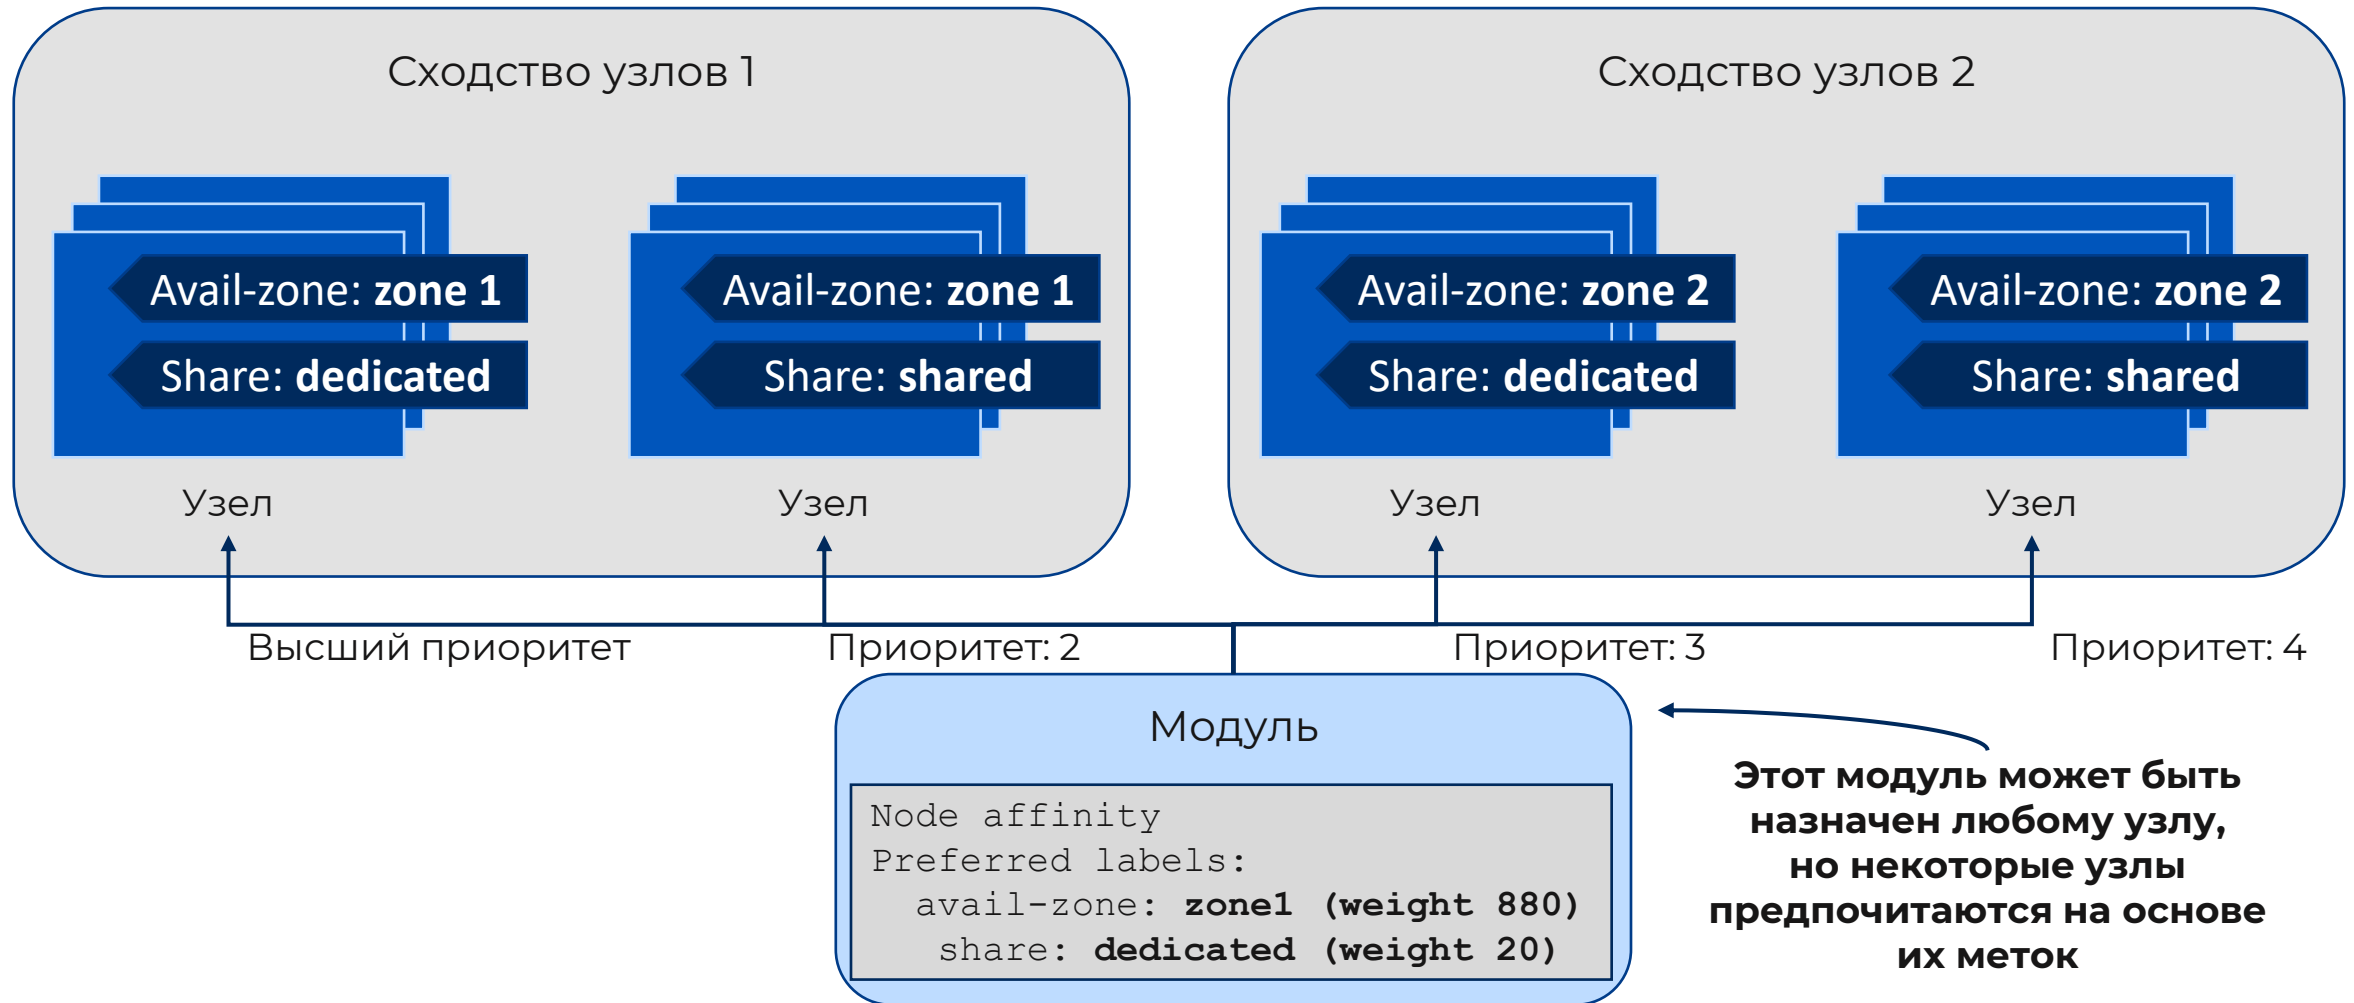 Сходство узлов 1
Avail-zone: zone 1
Share: dedicated
Узел
Avail-zone: zone 1
Share: shared
Узел
Сходство узлов 2
Avail-zone: zone 2
Share: dedicated
Узел
Avail-zone: zone 2
Share: shared
Узел
Высший приоритет
Приоритет: 2
Приоритет: 3
Приоритет: 4
Модуль
Node affinity
Preferred labels:
avail-zone: zone1 (weight 880)
share: dedicated (weight 20)
Этот модуль может быть
назначен любому узлу,
но некоторые узлы
предпочитаются на основе
их меток